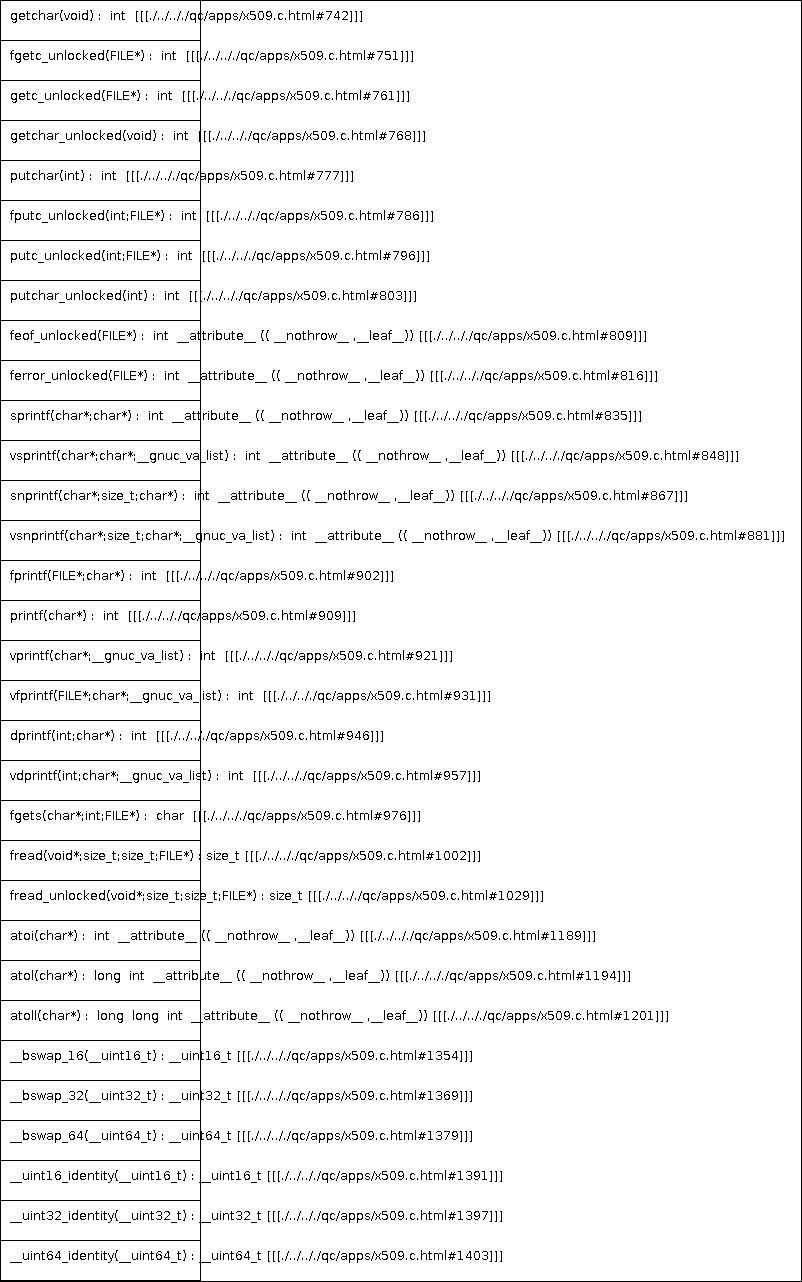 getchar(void) : int [[[./../.././qc/apps/x509.c.html#742]]]
fgetc_unlocked(FILE*) : int [[[./../.././qc/apps/x509.c.html#751]]]
getc_unlocked(FILE*) : int [[[./../.././qc/apps/x509.c.html#761]]]
getchar_unlocked(void) : int [[[./../.././qc/apps/x509.c.html#768]]]
putchar(int) : int [[[./../.././qc/apps/x509.c.html#777]]]
fputc_unlocked(int;FILE*) : int [[[./../.././qc/apps/x509.c.html#786]]]
putc_unlocked(int;FILE*) : int [[[./../.././qc/apps/x509.c.html#796]]]
putchar_unlocked(int) : int [[[./../.././qc/apps/x509.c.html#803]]]
feof_unlocked(FILE*) : int __attribute__ (( __nothrow__ ,__leaf__)) [[[./../.././qc/apps/x509.c.html#809]]]
ferror_unlocked(FILE*) : int __attribute__ (( __nothrow__ ,__leaf__)) [[[./../.././qc/apps/x509.c.html#816]]]
sprintf(char*;char*) : int __attribute__ (( __nothrow__ ,__leaf__)) [[[./../.././qc/apps/x509.c.html#835]]]
vsprintf(char*;char*;__gnuc_va_list) : int __attribute__ (( __nothrow__ ,__leaf__)) [[[./../.././qc/apps/x509.c.html#848]]]
snprintf(char*;size_t;char*) : int __attribute__ (( __nothrow__ ,__leaf__)) [[[./../.././qc/apps/x509.c.html#867]]]
vsnprintf(char*;size_t;char*;__gnuc_va_list) : int __attribute__ (( __nothrow__ ,__leaf__)) [[[./../.././qc/apps/x509.c.html#881]]]
fprintf(FILE*;char*) : int [[[./../.././qc/apps/x509.c.html#902]]]
printf(char*) : int [[[./../.././qc/apps/x509.c.html#909]]]
vprintf(char*;__gnuc_va_list) : int [[[./../.././qc/apps/x509.c.html#921]]]
vfprintf(FILE*;char*;__gnuc_va_list) : int [[[./../.././qc/apps/x509.c.html#931]]]
dprintf(int;char*) : int [[[./../.././qc/apps/x509.c.html#946]]]
vdprintf(int;char*;__gnuc_va_list) : int [[[./../.././qc/apps/x509.c.html#957]]]
fgets(char*;int;FILE*) : char [[[./../.././qc/apps/x509.c.html#976]]]
fread(void*;size_t;size_t;FILE*) : size_t [[[./../.././qc/apps/x509.c.html#1002]]]
fread_unlocked(void*;size_t;size_t;FILE*) : size_t [[[./../.././qc/apps/x509.c.html#1029]]]
atoi(char*) : int __attribute__ (( __nothrow__ ,__leaf__)) [[[./../.././qc/apps/x509.c.html#1189]]]
atol(char*) : long int __attribute__ (( __nothrow__ ,__leaf__)) [[[./../.././qc/apps/x509.c.html#1194]]]
atoll(char*) : long long int __attribute__ (( __nothrow__ ,__leaf__)) [[[./../.././qc/apps/x509.c.html#1201]]]
__bswap_16(__uint16_t) : __uint16_t [[[./../.././qc/apps/x509.c.html#1354]]]
__bswap_32(__uint32_t) : __uint32_t [[[./../.././qc/apps/x509.c.html#1369]]]
__bswap_64(__uint64_t) : __uint64_t [[[./../.././qc/apps/x509.c.html#1379]]]
__uint16_identity(__uint16_t) : __uint16_t [[[./../.././qc/apps/x509.c.html#1391]]]
__uint32_identity(__uint32_t) : __uint32_t [[[./../.././qc/apps/x509.c.html#1397]]]
__uint64_identity(__uint64_t) : __uint64_t [[[./../.././qc/apps/x509.c.html#1403]]]